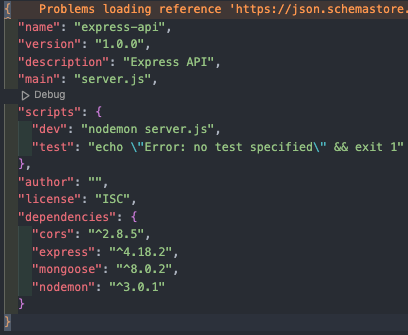 {    Problems loading reference 'https://json.schemastore.
"name": "express-api",
"version": "1.0.0",
"description": "Express API",
"main": "server.js",
Debug
"scripts": {
"dev": "nodemon server.js",
"test": "echo \"Error: no test specified\" && exit 1"
},
"author": "",
"license": "ISC",
"dependencies": {
"cors": "^2.8.5",
"express": "^4.18.2",
"mongoose": "^8.0.2",
"nodemon": "^3.0.1"
}
}